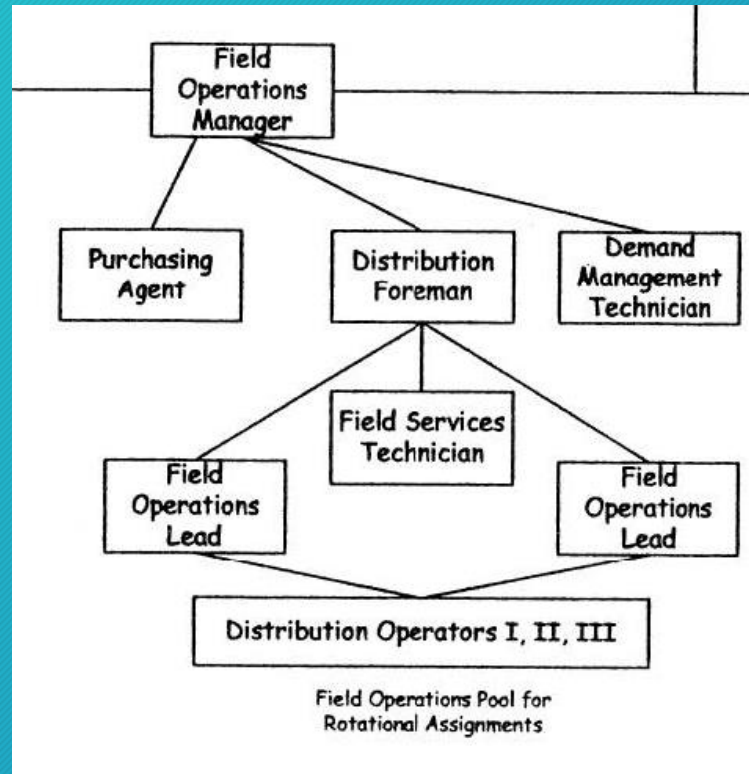 Field
Operations
Manager
Purchasing
Agent
Distribution
Foreman
Demand
Management
Technician
Field Services
Technician
Field
Operations
Lead
Field
Operations
Lead
Distribution Operators I, II, III
Field Operations Pool for
Rotational Assignments